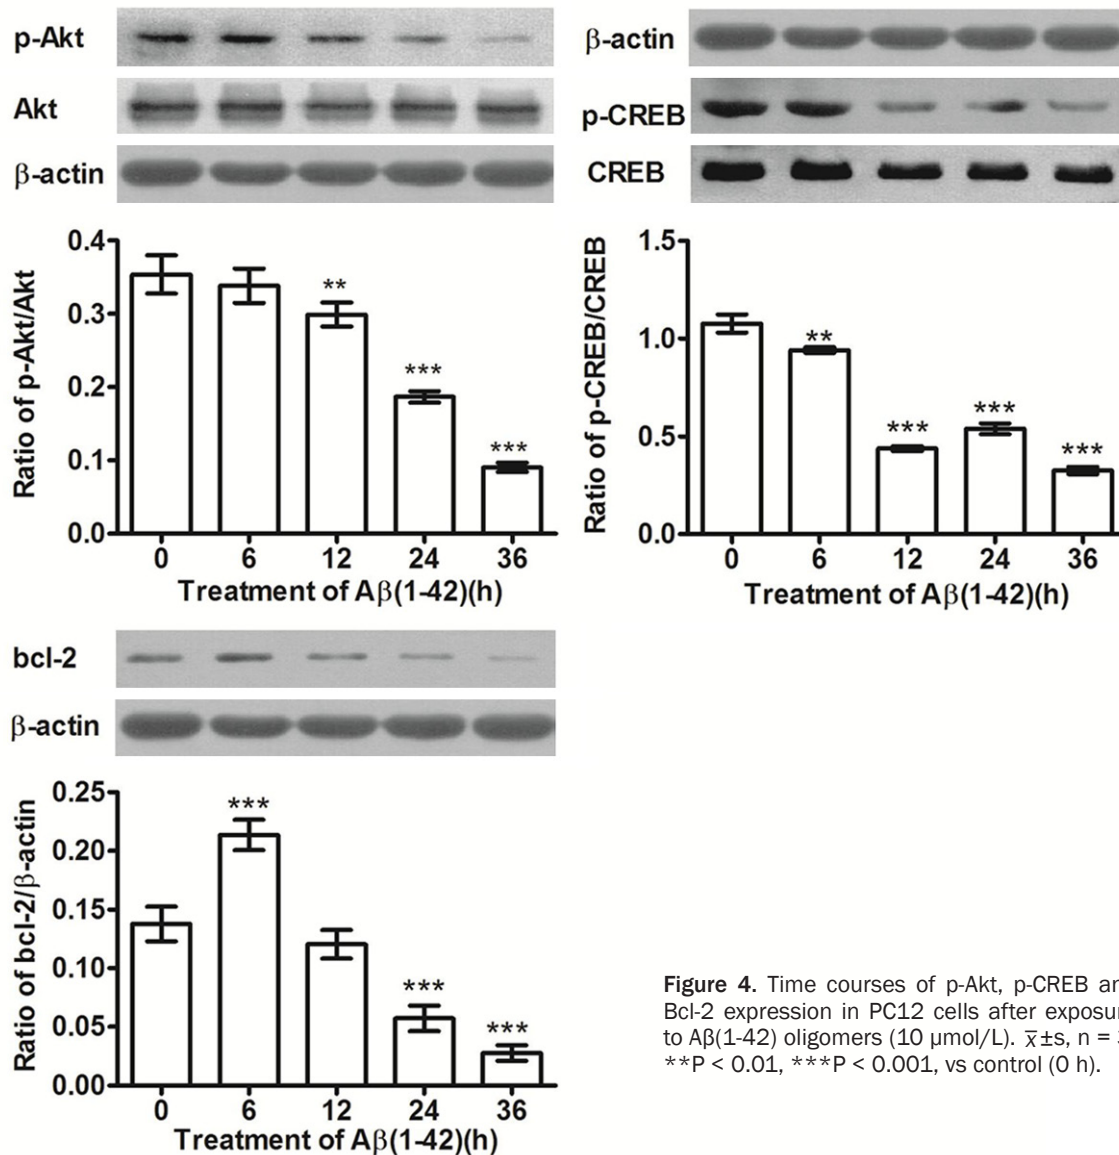 p-Akt
Akt
β-actin
Ratio of p-Akt/Akt
0.4
0.3
0.2
0.1
0.0
**
***
***
0 6 12 24 36
Treatment of Aβ(1-42)(h)
β-actin
p-CREB
CREB
Ratio of p-CREB/CREB
1.5
1.0
0.5
0.0
**
***
***
***
0 6 12 24 36
Treatment of Aβ(1-42)(h)
bcl-2
β-actin
Ratio of bcl-2/β-actin
0.25
0.20
0.15
0.10
0.05
0.00
***
***
***
0 6 12 24 36
Treatment of Aβ(1-42)(h)
Figure 4. Time courses of p-Akt, p-CREB an
Bcl-2 expression in PC12 cells after exposur
to Aβ(1-42) oligomers (10 μmol/L). x̄±s, n =
**P < 0.01, ***P < 0.001, vs control (0 h).